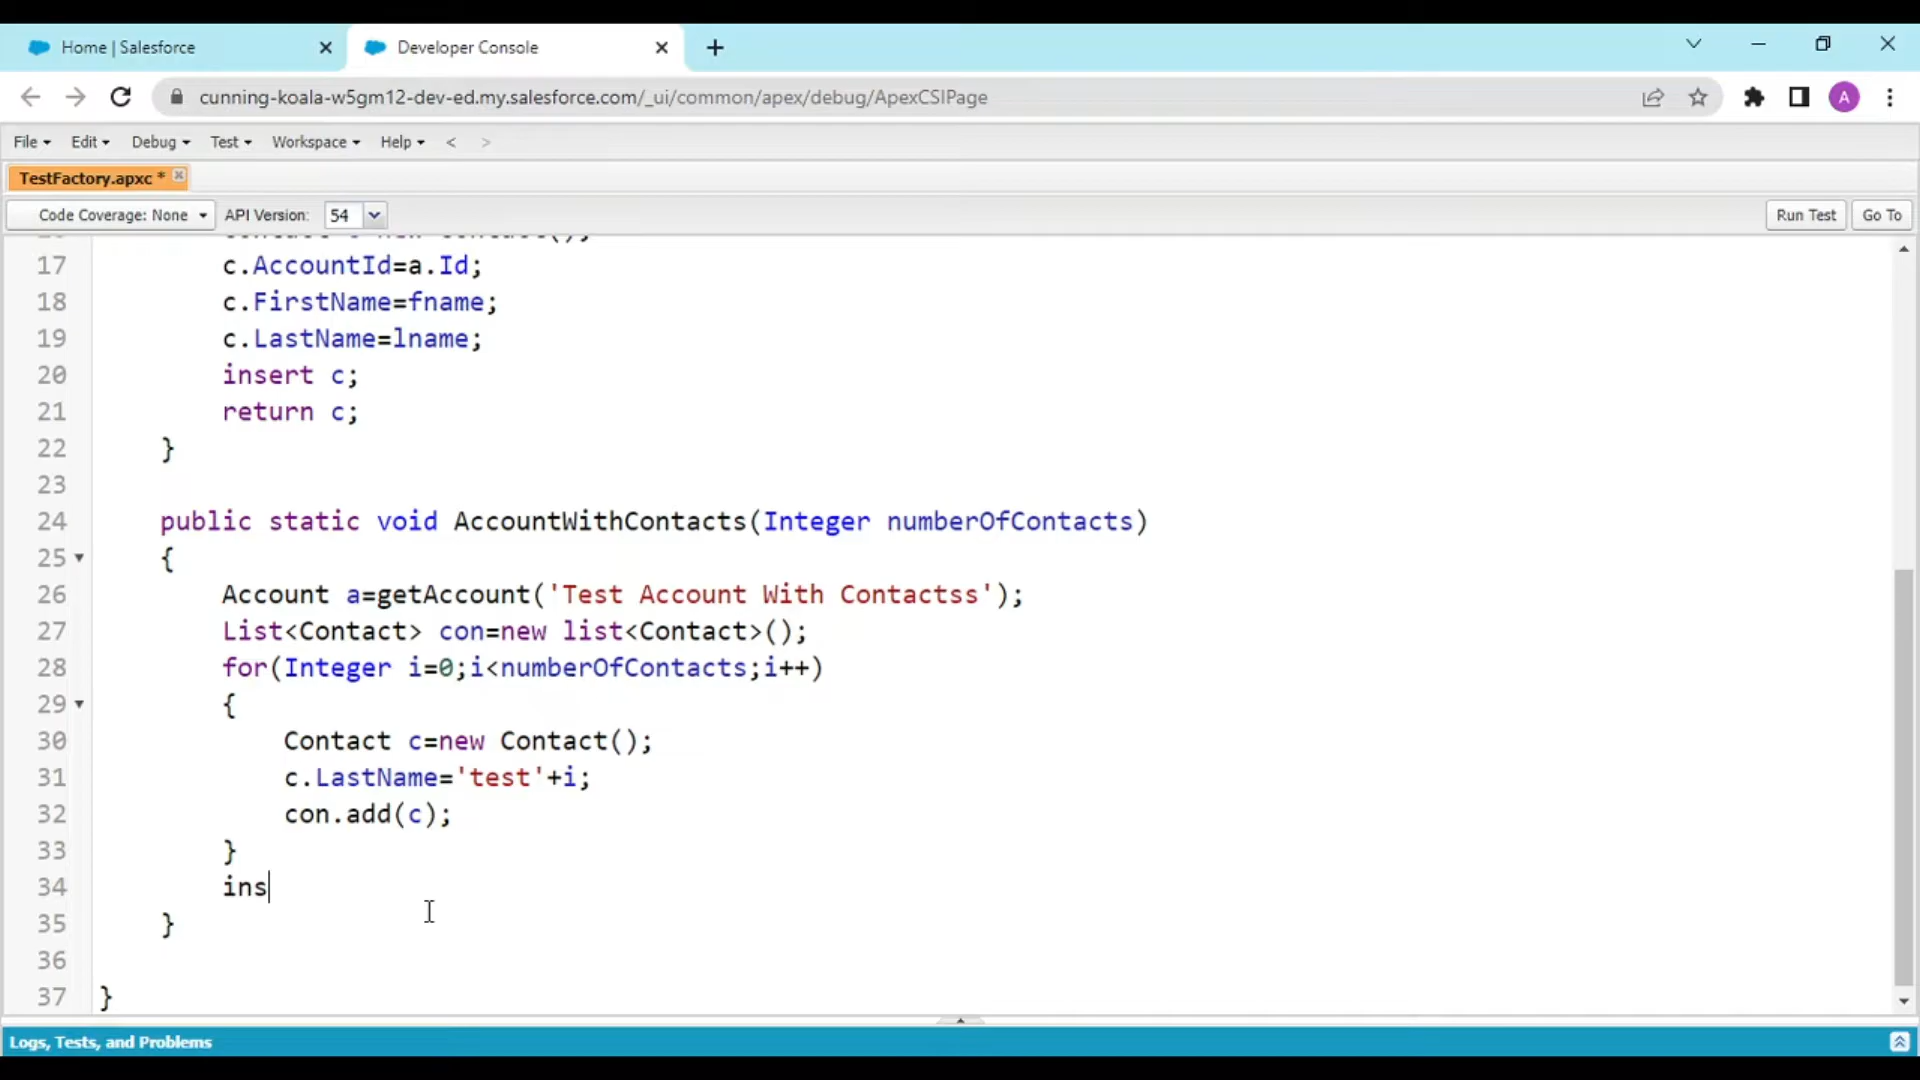 Home | Salesforce
Developer Console
cunning-koala-w5gm12-dev-ed.my.salesforce.com/_ui/common/apex/debug/ApexCSIPage
A
File Edit Debug Test Workspace Help < >
TestFactory.apxc *
Code Coverage: None API Version: 54 Run Test Go To
17 c.AccountId=a.Id;
18 c.FirstName=fname;
19 c.LastName=lname;
20 insert c;
21 return c;
22 }
23
24 public static void AccountWithContacts(Integer numberOfContacts)
25 {
26 Account a=getAccount('Test Account With Contactss');
27 List<Contact> con=new list<Contact>();
28 for(Integer i=0;i<numberOfContacts;i++)
29 {
30 Contact c=new Contact();
31 c.LastName='test'+i;
32 con.add(c);
33 }
34 ins
35 }
36
37 }
Logs, Tests, and Problems